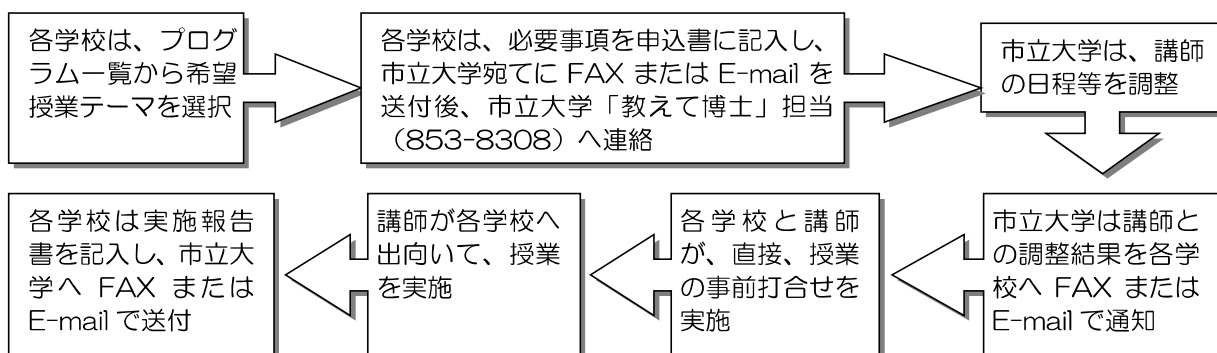 各学校は、プログ
ラム一覧から希望
授業テーマを選択
各学校は、必要事項を申込書に記入し、
市立大学宛てに FAX または E-mail を
送付後、市立大学「教えて博士」担当
（853-8308）へ連絡
市立大学は、講師
の日程等を調整
市立大学は講師と
の調整結果を各学
校へ FAX または
E-mail で通知
各学校と講師
が、直接、授業
の事前打合せを
実施
講師が各学校へ
出向いて、授業
を実施
各学校は実施報告
書を記入し、市立大
学へ FAX または
E-mail で送付